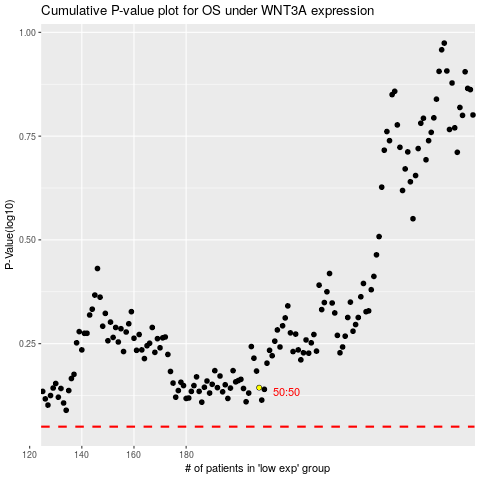 Cumulative P-value plot for OS under WNT3A expression
1.00
0.75
0.50
0.25
P-Value(log10)
50:50
120 140 160 180
# of patients in 'low exp' group